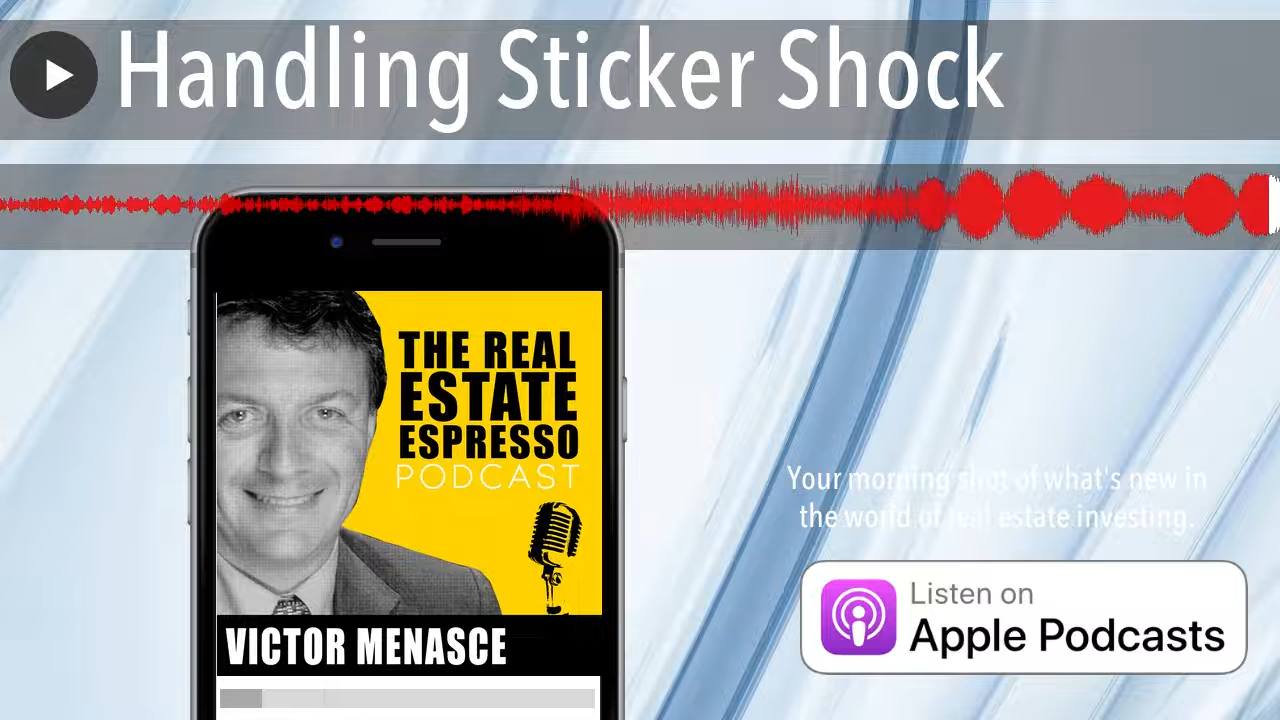 Handling Sticker Shock
THE REAL
ESTATE
ESPRESSO
PODCAST
VICTOR MENASCE
Your morning shot of what's new in
the world of real estate investing.
Listen on
Apple Podcasts